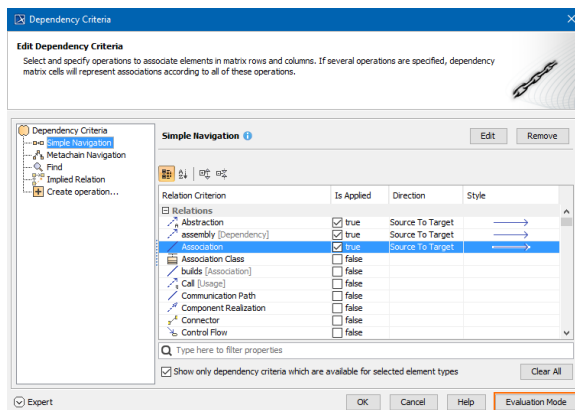 Dependency Criteria
Edit Dependency Criteria
Select and specify operations to associate elements in matrix rows and columns. If several operations are specified, dependency
matrix cells will represent associations according to all of these operations.
Dependency Criteria
Simple Navigation
Metachain Navigation
Find
Implied Relation
Create operation...
Simple Navigation
Edit
Remove
Relation Criterion Is Applied Direction Style
Relations
Abstraction true Source To Target
assembly [Dependency] true Source To Target
Association true Source To Target
Association Class false
builds [Association] false
Call [Usage] false
Communication Path false
Component Realization false
Connector false
Control Flow false
Type here to filter properties
Show only dependency criteria which are available for selected element types
Clear All
Expert
OK
Cancel
Help
Evaluation Mode